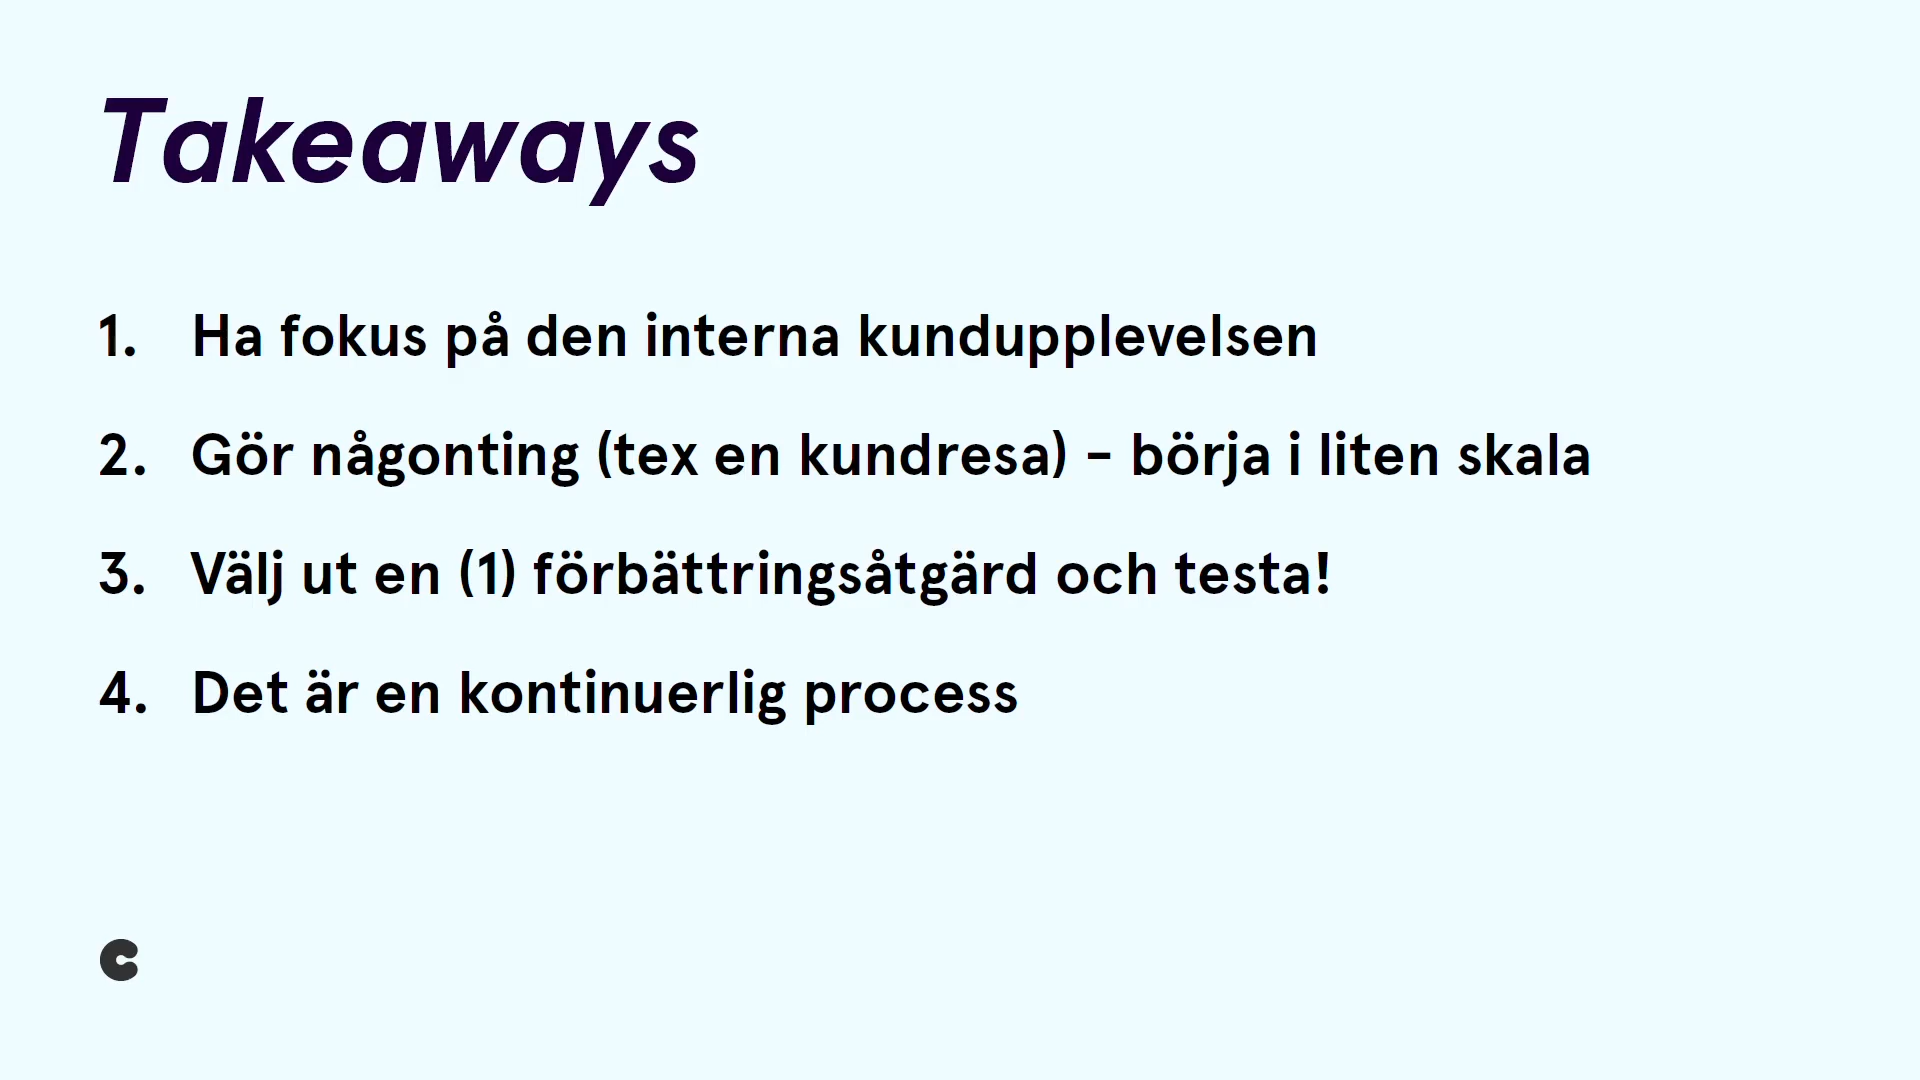 Takeaways
1. Ha fokus på den interna kundupplevelsen
2. Gör någonting (tex en kundresa) – börja i liten skala
3. Välj ut en (1) förbättringsåtgärd och testa!
4. Det är en kontinuerlig process
C